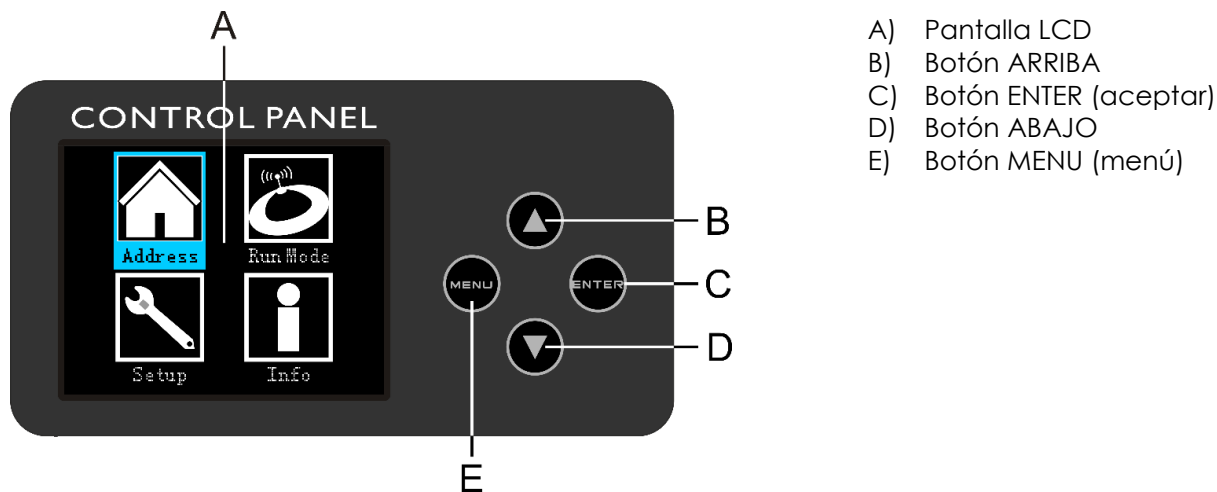 A
CONTROL PANEL
Address
Run Mode
Setup
Info
MENU
ENTER
B
C
D
E
A) Pantalla LCD
B) Botón ARRIBA
C) Botón ENTER (aceptar)
D) Botón ABAJO
E) Botón MENU (menú)